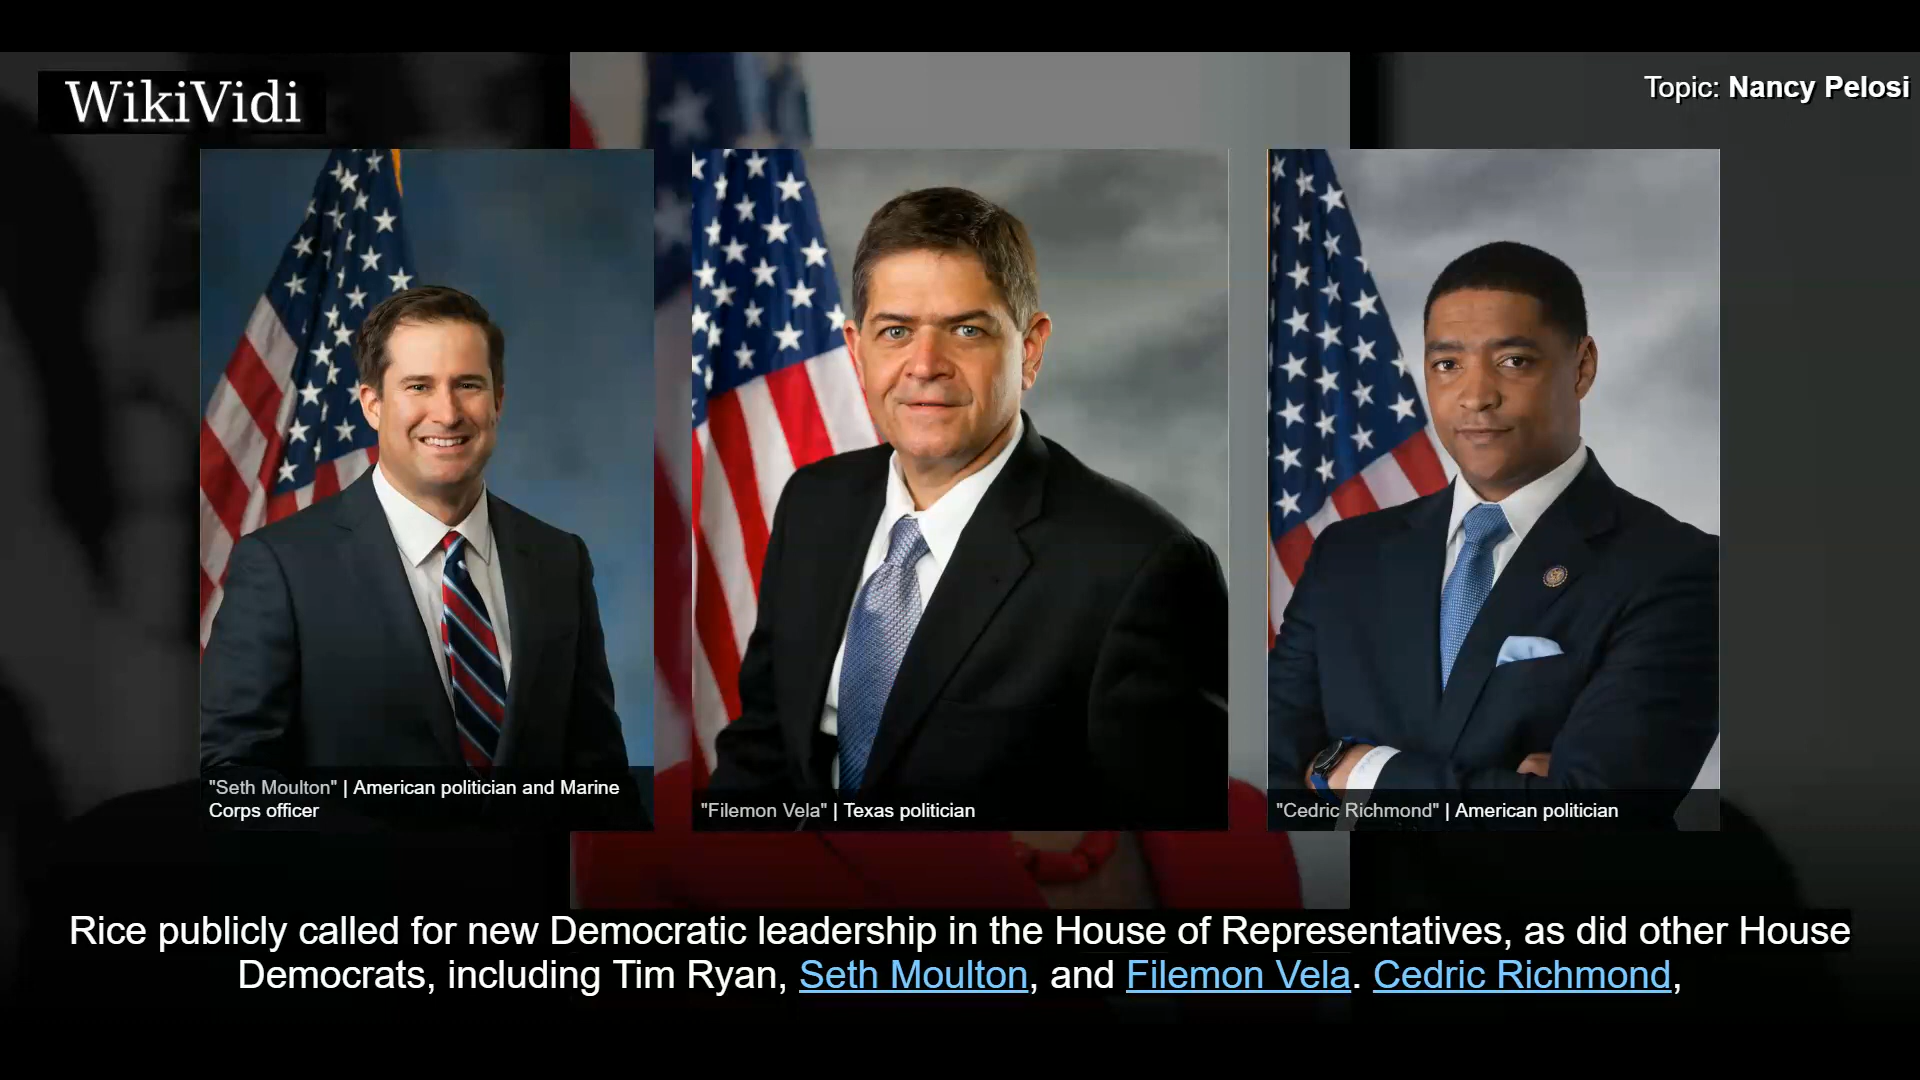 WikiVidi
Topic: Nancy Pelosi
"Seth Moulton" | American politician and Marine
Corps officer
"Filemon Vela" | Texas politician
"Cedric Richmond" | American politician
Rice publicly called for new Democratic leadership in the House of Representatives, as did other House
Democrats, including Tim Ryan, Seth Moulton, and Filemon Vela. Cedric Richmond,